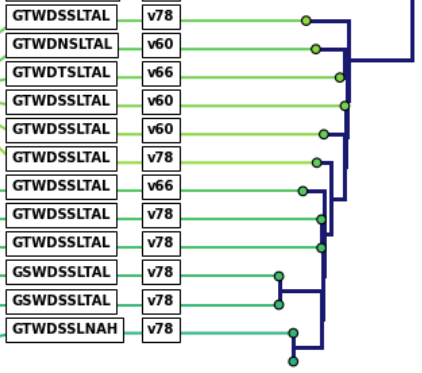 GTWDSSLTAL v78
GTWDNSLTAL v60
GTWDTSLTAL v66
GTWDSSLTAL v60
GTWDSSLTAL v60
GTWDSSLTAL v78
GTWDSSLTAL v66
GTWDSSLTAL v78
GTWDSSLTAL v78
GSWDSSLTAL v78
GSWDSSLTAL v78
GTWDSSLNAH v78